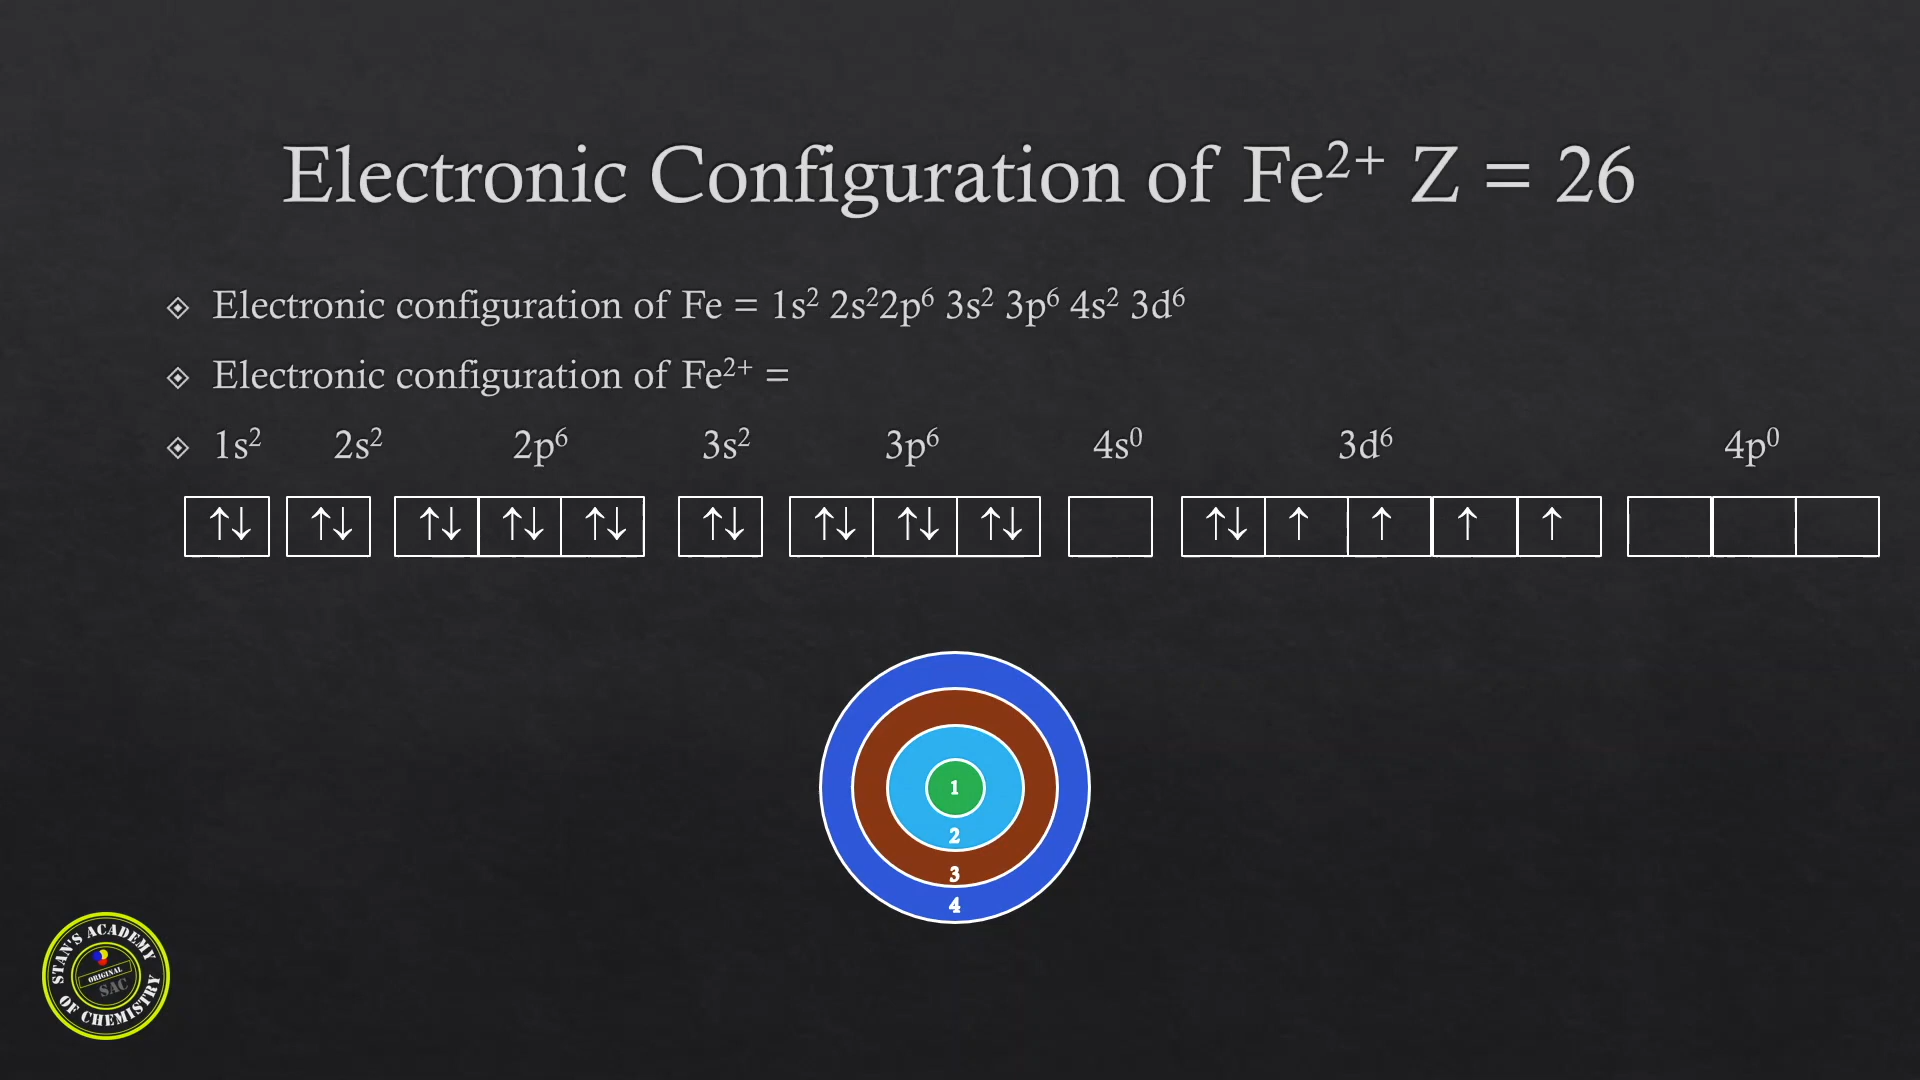 Electronic Configuration of Fe²⁺ Z = 26
Electronic configuration of Fe = 1s² 2s²2p⁶ 3s² 3p⁶ 4s² 3d⁶
Electronic configuration of Fe²⁺ =
1s² 2s² 2p⁶ 3s² 3p⁶ 4s⁰ 3d⁶ 4p⁰
↑↓ ↑↓ ↑↓ ↑↓ ↑↓ ↑↓ ↑↓ ↑↓ ↑↓ ↑↓ ↑ ↑ ↑ ↑
1
2
3
4
STAN'S ACADEMY
ORIGINAL
SAC
OF CHEMISTRY